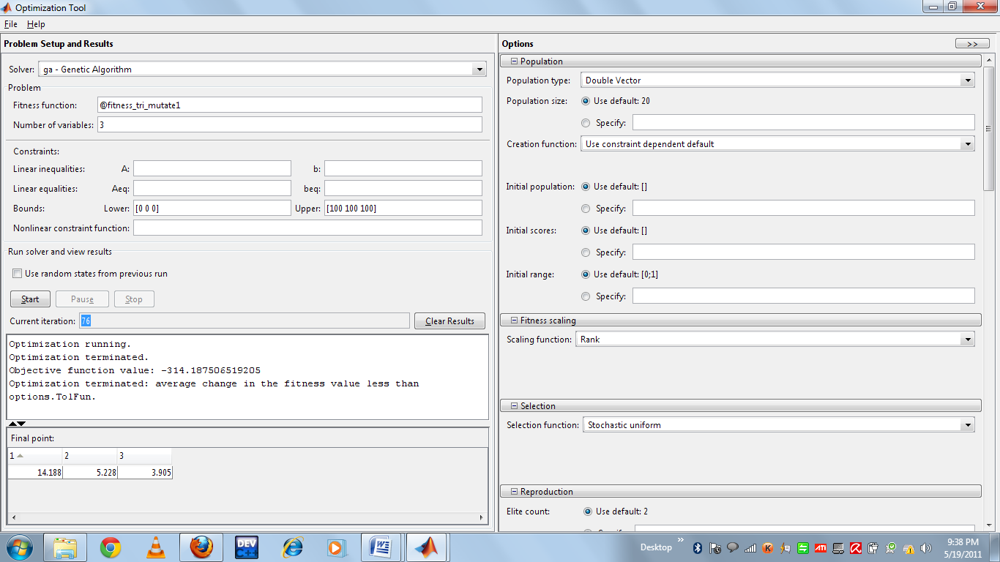 Optimization Tool
File Help
Problem Setup and Results
Solver: ga - Genetic Algorithm
Problem
Fitness function: @fitness_tri_mutate1
Number of variables: 3
Constraints:
Linear inequalities: A: b:
Linear equalities: Aeq: beq:
Bounds: Lower: [0 0 0] Upper: [100 100 100]
Nonlinear constraint function:
Run solver and view results
Use random states from previous run
Start Pause Stop
Current iteration: 76 Clear Results
Optimization running.
Optimization terminated.
Objective function value: -314.187506519205
Optimization terminated: average change in the fitness value less than
options.TolFun.
Final point:
1 2 3
14.188 5.228 3.905
Options >>
Population
Population type: Double Vector
Population size: Use default: 20
Specify:
Creation function: Use constraint dependent default
Initial population: Use default: []
Specify:
Initial scores: Use default: []
Specify:
Initial range: Use default: [0;1]
Specify:
Fitness scaling
Scaling function: Rank
Selection
Selection function: Stochastic uniform
Reproduction
Elite count: Use default: 2
DEV
C++
Desktop »
K
ATI
9:38 PM
5/19/2011